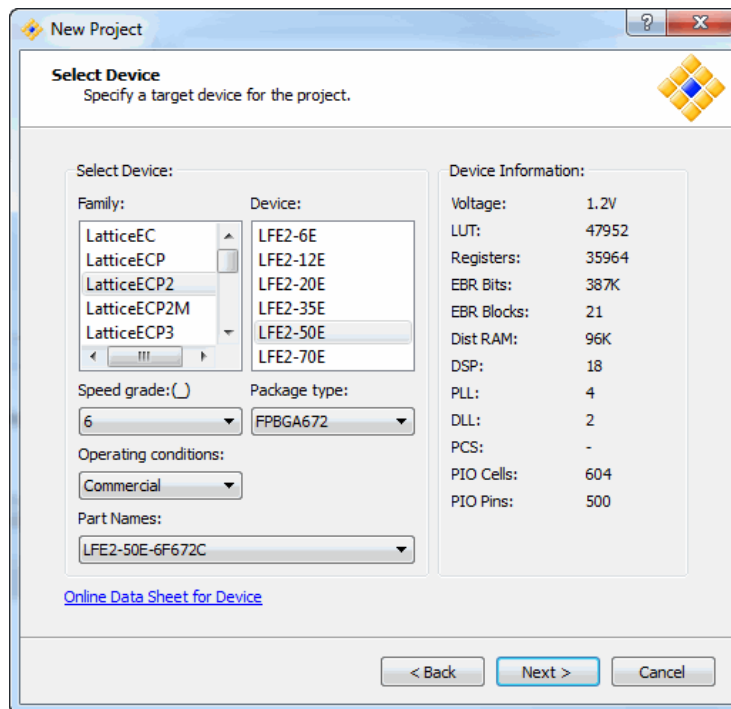 New Project
Select Device
Specify a target device for the project.
Select Device:
Family:
LatticeEC
LatticeECP
LatticeECP2
LatticeECP2M
LatticeECP3
Device:
LFE2-6E
LFE2-12E
LFE2-20E
LFE2-35E
LFE2-50E
LFE2-70E
Speed grade:(_)
6
Package type:
FPBGA672
Operating conditions:
Commercial
Part Names:
LFE2-50E-6F672C
Device Information:
Voltage: 1.2V
LUT: 47952
Registers: 35964
EBR Bits: 387K
EBR Blocks: 21
Dist RAM: 96K
DSP: 18
PLL: 4
DLL: 2
PCS: -
PIO Cells: 604
PIO Pins: 500
Online Data Sheet for Device
< Back
Next >
Cancel